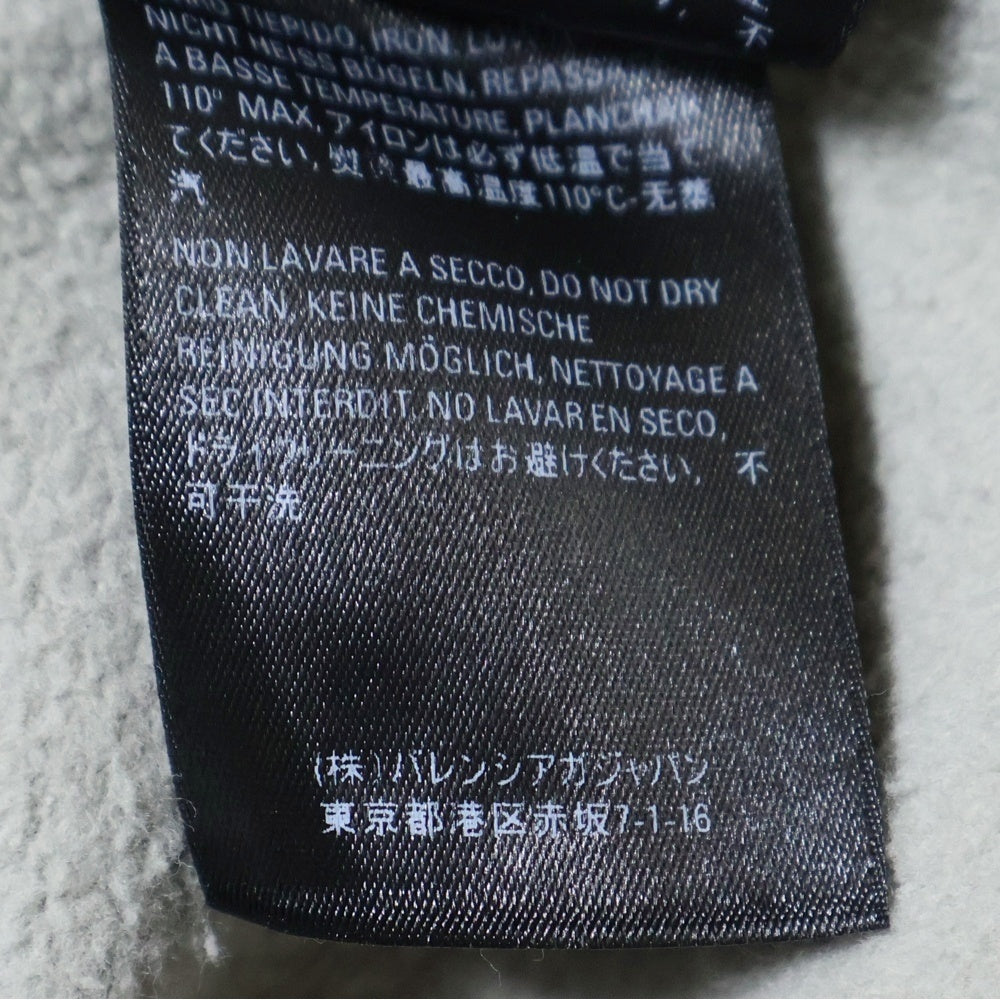 TIEPIDO, IRON
NICHT HEISS BÜGELN, REPASS
A BASSE TEMPERATURE, PLANCHAR
110° MAX, アイロンは必ず低温で当て
てください, 熨 最高温度110°C, 无蒸
汽
NON LAVARE A SECCO, DO NOT DRY
CLEAN, KEINE CHEMISCHE
REINIGUNG MÖGLICH, NETTOYAGE A
SEC INTERDIT, NO LAVAR EN SECO,
ドライクリーニングはお避けください, 不
可干洗
(株)バレンシアガジャパン
東京都港区赤坂7-1-16